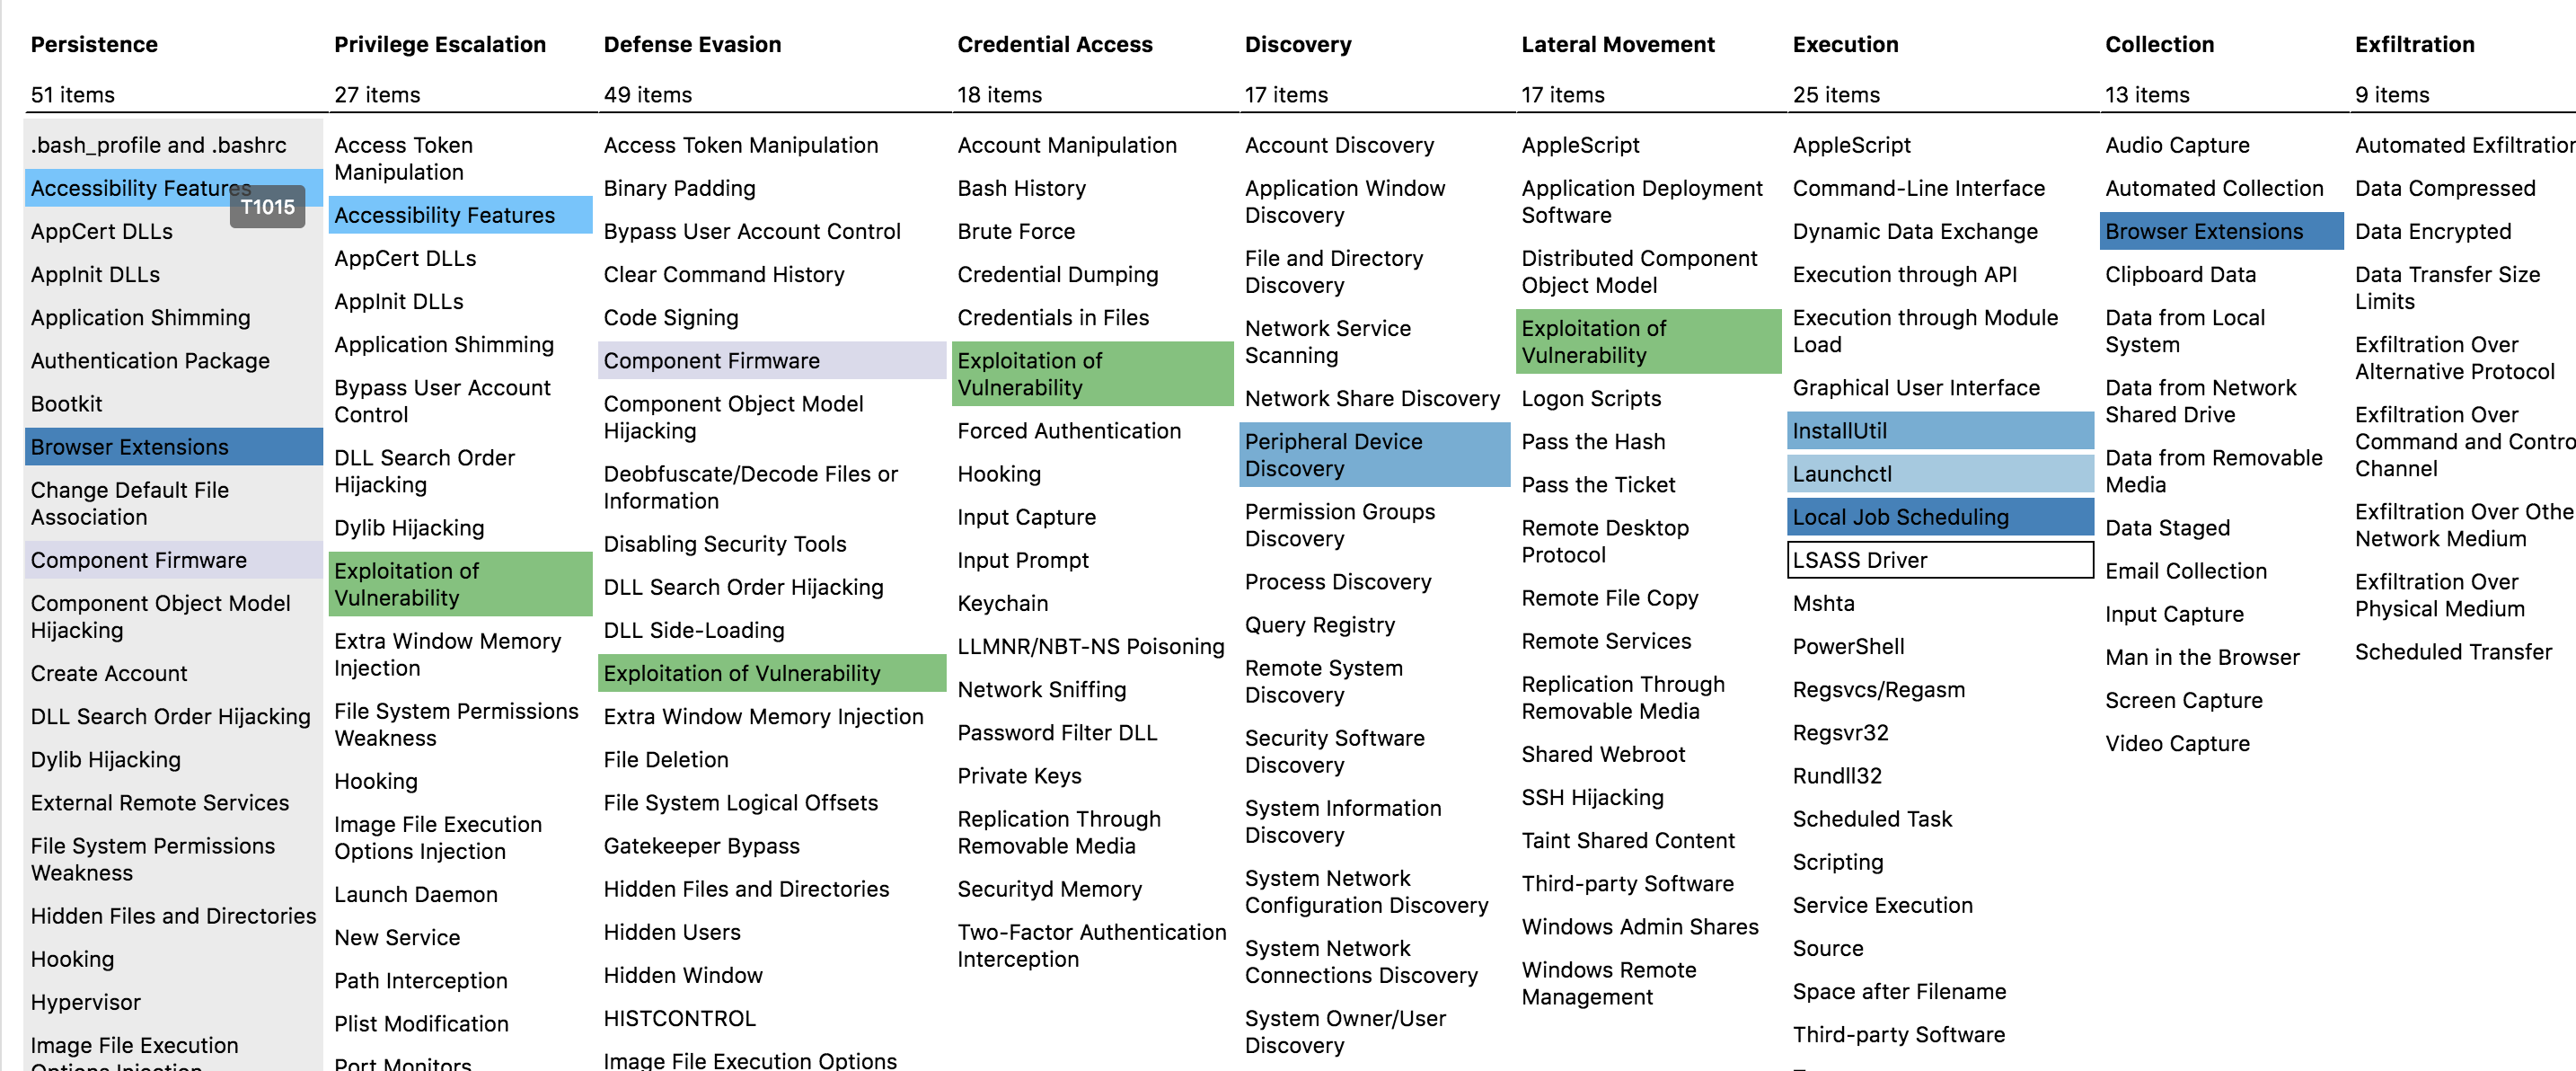 Persistence
51 items
.bash_profile and .bashrc
Accessibility Features
T1015
AppCert DLLs
AppInit DLLs
Application Shimming
Authentication Package
Bootkit
Browser Extensions
Change Default File
Association
Component Firmware
Component Object Model
Hijacking
Create Account
DLL Search Order Hijacking
Dylib Hijacking
External Remote Services
File System Permissions
Weakness
Hidden Files and Directories
Hooking
Hypervisor
Image File Execution
Options Injection
Privilege Escalation
27 items
Access Token
Manipulation
Accessibility Features
AppCert DLLs
AppInit DLLs
Application Shimming
Bypass User Account
Control
DLL Search Order
Hijacking
Dylib Hijacking
Exploitation of
Vulnerability
Extra Window Memory
Injection
File System Permissions
Weakness
Hooking
Image File Execution
Options Injection
Launch Daemon
New Service
Path Interception
Plist Modification
Port Monitors
Defense Evasion
49 items
Access Token Manipulation
Binary Padding
Bypass User Account Control
Clear Command History
Code Signing
Component Firmware
Component Object Model
Hijacking
Deobfuscate/Decode Files or
Information
Disabling Security Tools
DLL Search Order Hijacking
DLL Side-Loading
Exploitation of Vulnerability
Extra Window Memory Injection
File Deletion
File System Logical Offsets
Gatekeeper Bypass
Hidden Files and Directories
Hidden Users
Hidden Window
HISTCONTROL
Image File Execution Options
Credential Access
18 items
Account Manipulation
Bash History
Brute Force
Credential Dumping
Credentials in Files
Exploitation of
Vulnerability
Forced Authentication
Hooking
Input Capture
Input Prompt
Keychain
LLMNR/NBT-NS Poisoning
Network Sniffing
Password Filter DLL
Private Keys
Replication Through
Removable Media
Securityd Memory
Two-Factor Authentication
Interception
Discovery
17 items
Account Discovery
Application Window
Discovery
File and Directory
Discovery
Network Service
Scanning
Network Share Discovery
Peripheral Device
Discovery
Permission Groups
Discovery
Process Discovery
Query Registry
Remote System
Discovery
Security Software
Discovery
System Information
Discovery
System Network
Configuration Discovery
System Network
Connections Discovery
System Owner/User
Discovery
Lateral Movement
17 items
AppleScript
Application Deployment
Software
Distributed Component
Object Model
Exploitation of
Vulnerability
Logon Scripts
Pass the Hash
Pass the Ticket
Remote Desktop
Protocol
Remote File Copy
Remote Services
Replication Through
Removable Media
Shared Webroot
SSH Hijacking
Taint Shared Content
Third-party Software
Windows Admin Shares
Windows Remote
Management
Execution
25 items
AppleScript
Command-Line Interface
Dynamic Data Exchange
Execution through API
Execution through Module
Load
Graphical User Interface
InstallUtil
Launchctl
Local Job Scheduling
LSASS Driver
Mshta
PowerShell
Regsvcs/Regasm
Regsvr32
Rundll32
Scheduled Task
Scripting
Service Execution
Source
Space after Filename
Third-party Software
Collection
13 items
Audio Capture
Automated Collection
Browser Extensions
Clipboard Data
Data from Local
System
Data from Network
Shared Drive
Data from Removable
Media
Data Staged
Email Collection
Input Capture
Man in the Browser
Screen Capture
Video Capture
Exfiltration
9 items
Automated Exfiltration
Data Compressed
Data Encrypted
Data Transfer Size
Limits
Exfiltration Over
Alternative Protocol
Exfiltration Over
Command and Contro
Channel
Exfiltration Over Othe
Network Medium
Exfiltration Over
Physical Medium
Scheduled Transfer